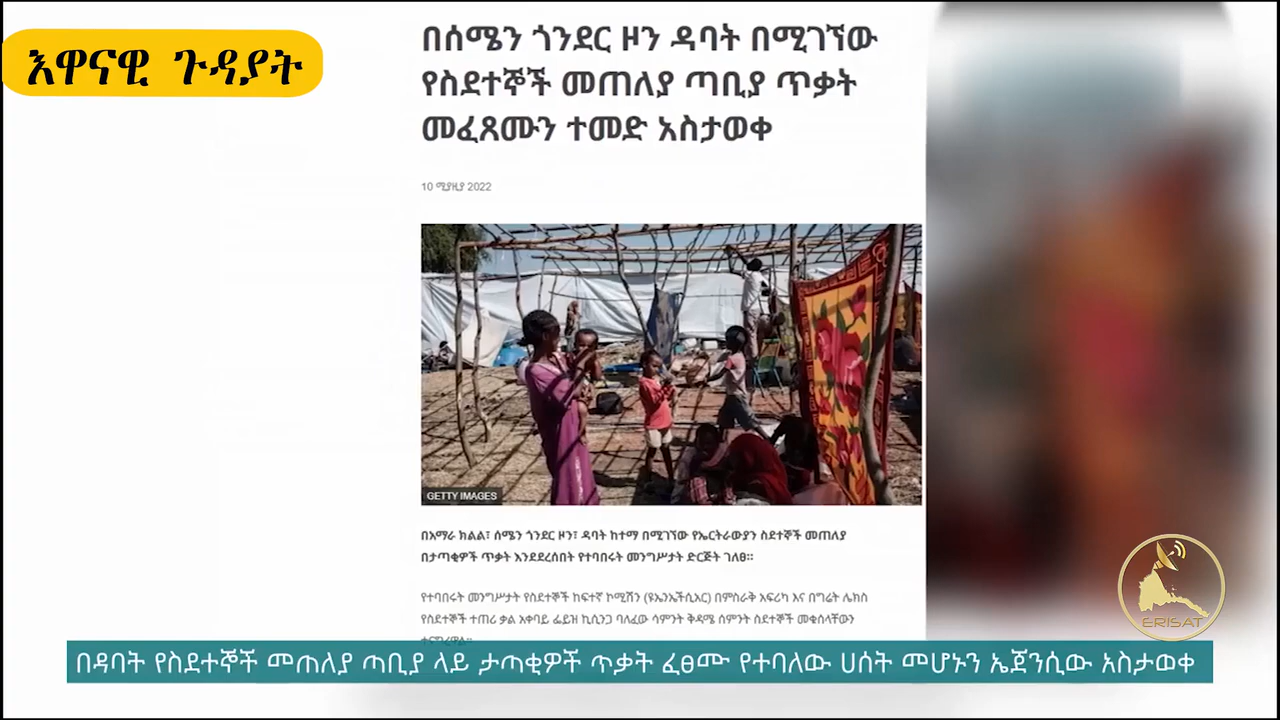 እዋናዊ ጉዳያት
በሰሜን ጎንደር ዞን ዳባት በሚገኘው
የስደተኞች መጠለያ ጣቢያ ጥቃት
መፈጸሙን ተመድ አስታወቀ
10 ሚያዚያ 2022
GETTY IMAGES
በአማራ ክልል፣ ሰሜን ጎንደር ዞን፣ ዳባት ከተማ በሚገኘው የኤርትራውያን ስደተኞች መጠለያ
በታጣቂዎች ጥቃት እንደደረሰበት የተባበሩት መንግሥታት ድርጅት ገለፀ።
የተባበሩት መንግሥታት የስደተኞች ከፍተኛ ኮሚሽን (ዩኤንኤችሲአር) በምስራቅ አፍሪካ እና በግሬት ሌክስ
የስደተኞች ተጠሪ ቃል አቀባይ ፌይዝ ኪሲንጋ ባለፈው ሳምንት ቅዳሜ ሰምንት ስደተኞች መቁሰላቸውን
ERISAT
በዳባት የስደተኞች መጠለያ ጣቢያ ላይ ታጣቂዎች ጥቃት ፈፀሙ የተባለው ሀሰት መሆኑን ኤጀንሲው አስታወቀ